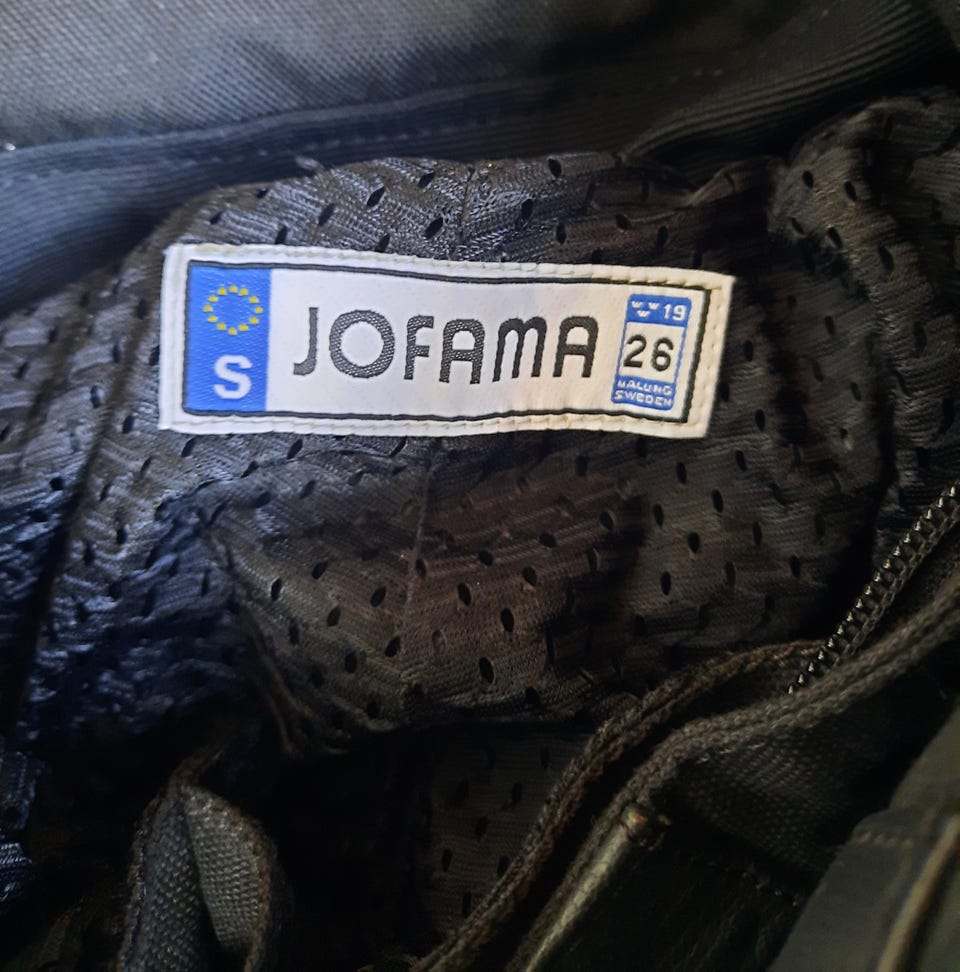 S
JOFAMA
19
26
MALUNG
SWEDEN